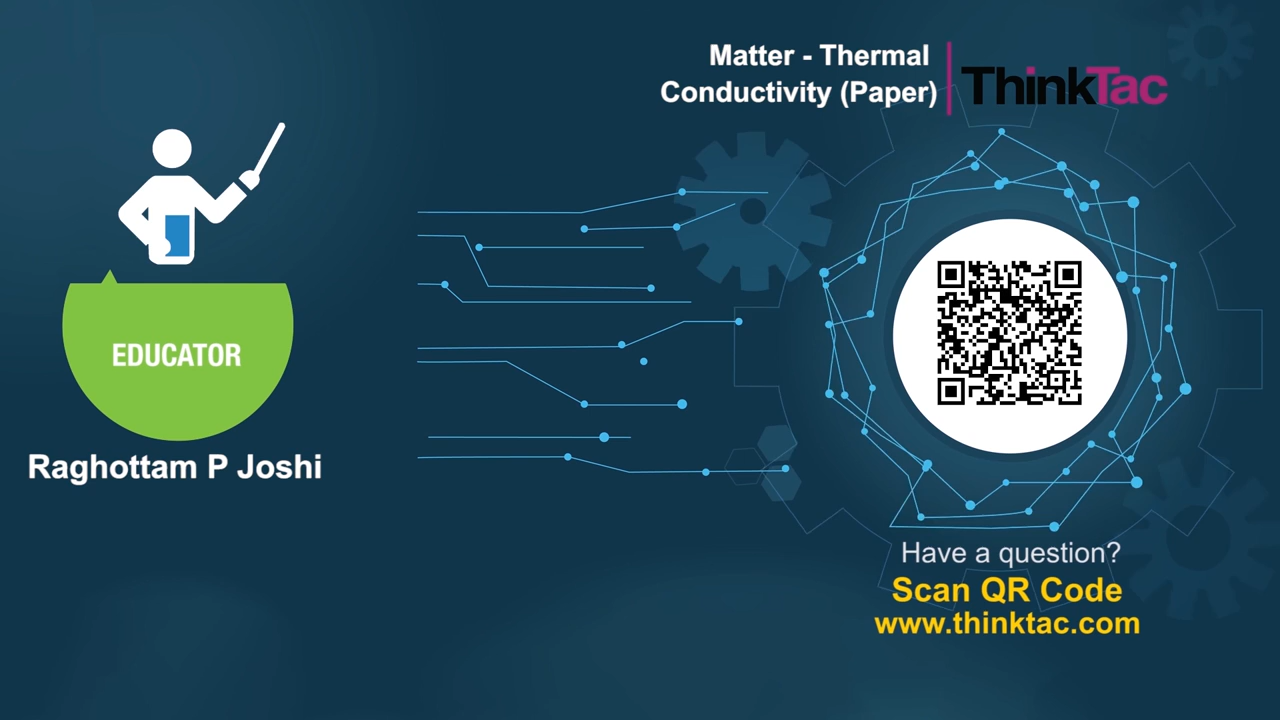 Matter - Thermal
Conductivity (Paper)
ThinkTac
EDUCATOR
Raghottam P Joshi
Have a question?
Scan QR Code
www.thinktac.com